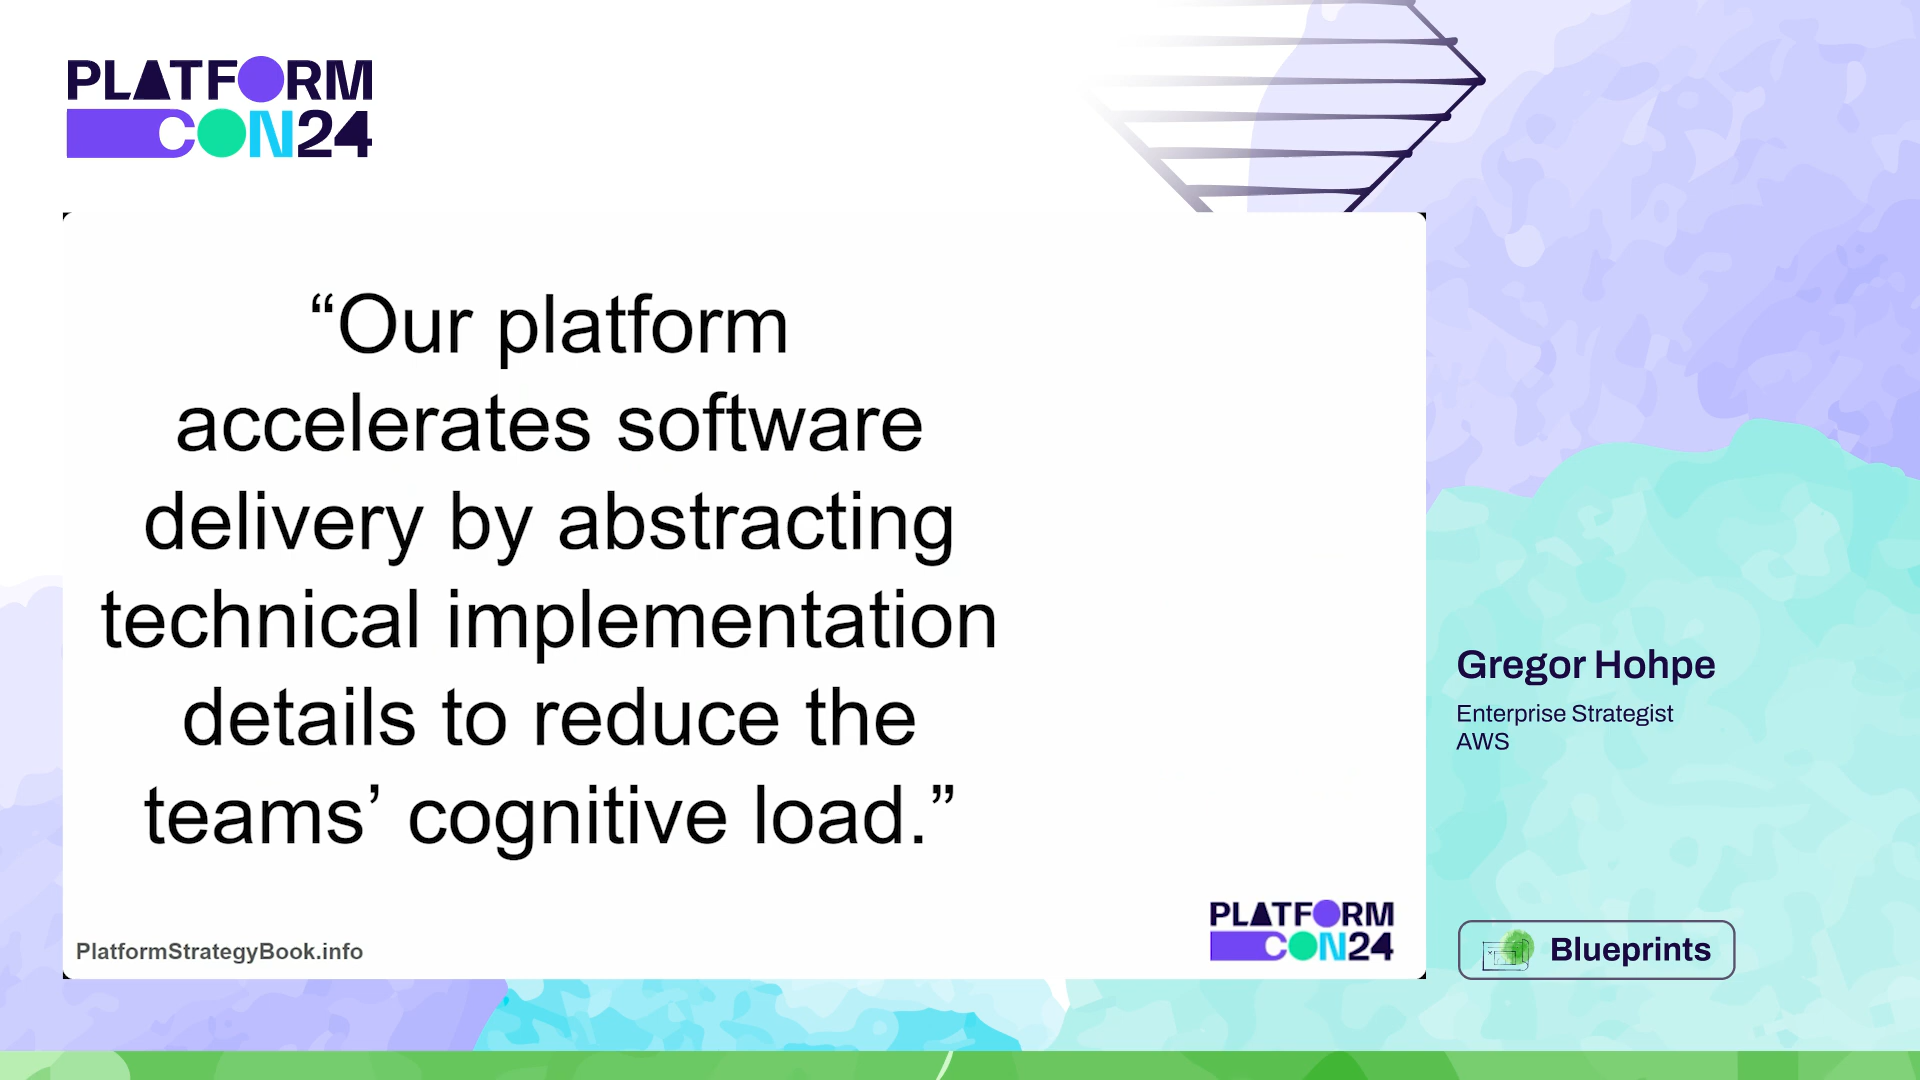 PLATFORM
CON24
“Our platform
accelerates software
delivery by abstracting
technical implementation
details to reduce the
teams’ cognitive load.”
PlatformStrategyBook.info
PLATFORM
CON24
Gregor Hohpe
Enterprise Strategist
AWS
Blueprints